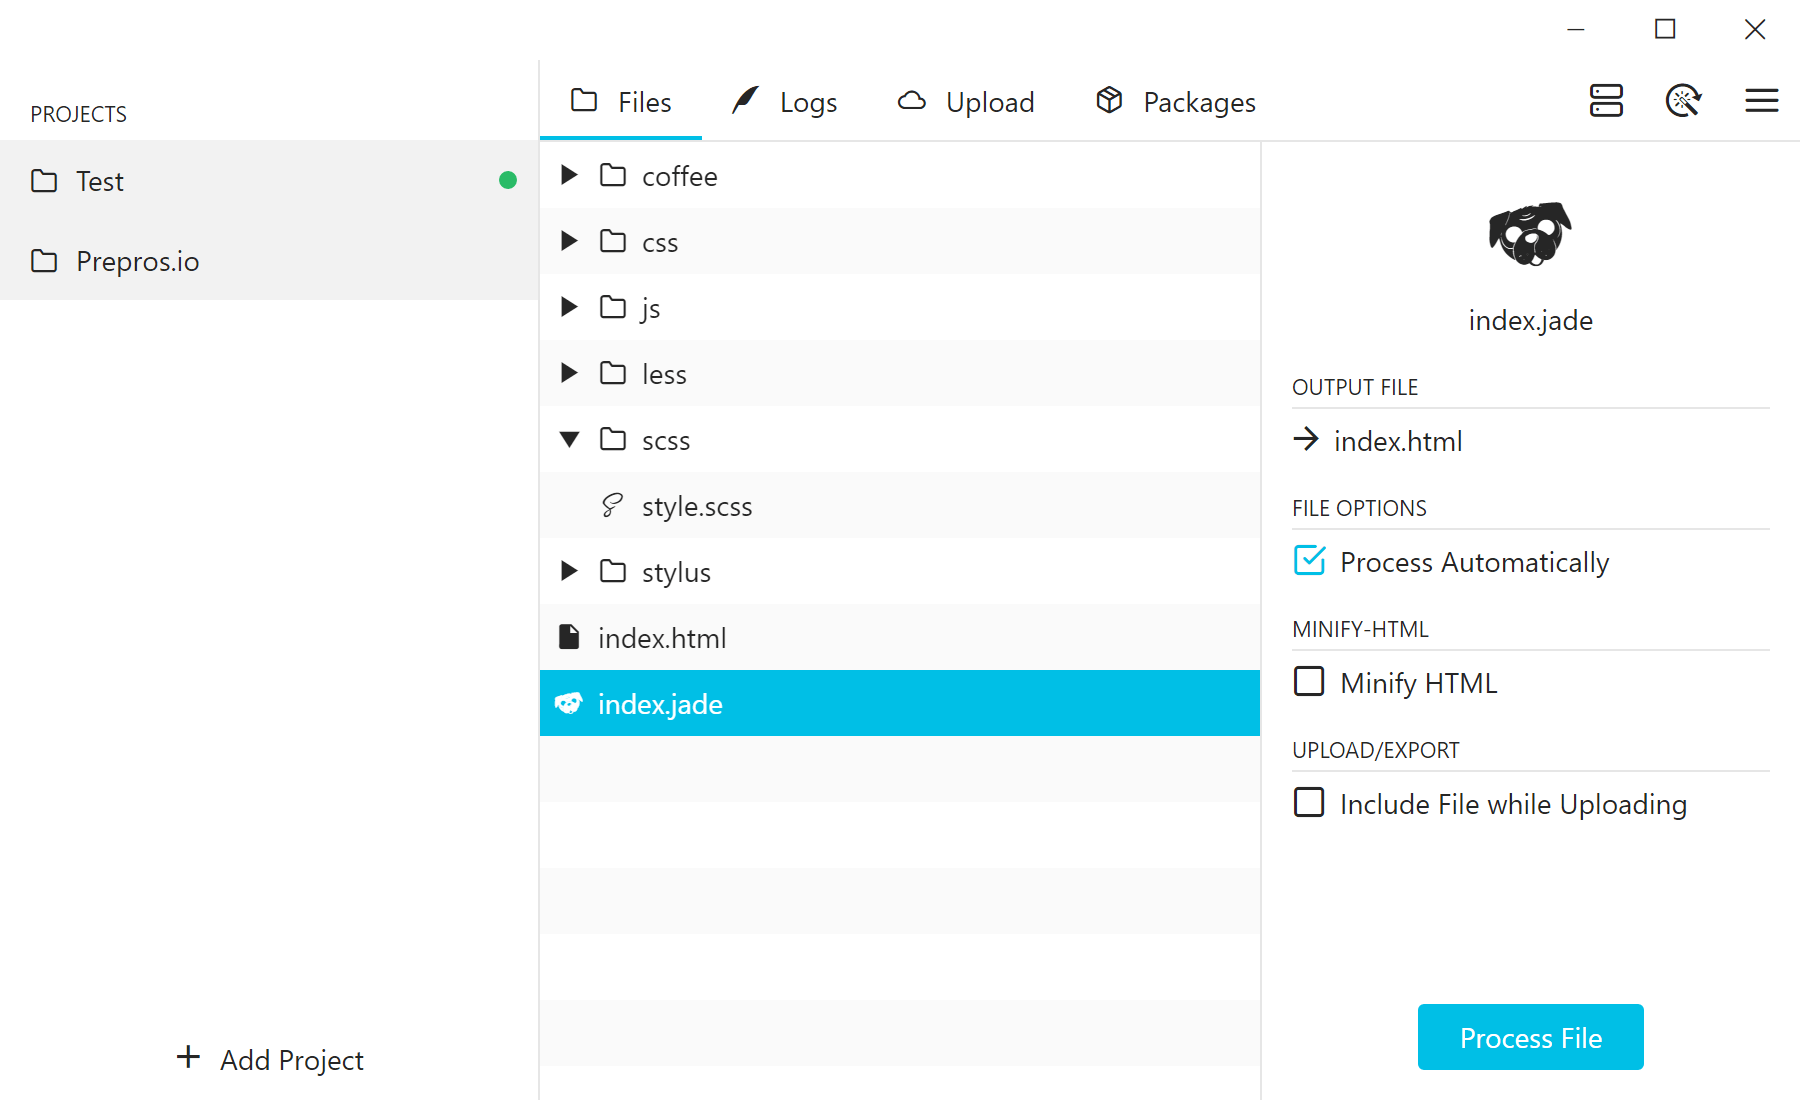 PROJECTS
Test
Prepros.io
Add Project
Files
Logs
Upload
Packages
coffee
css
js
less
scss
style.scss
stylus
index.html
index.jade
index.jade
OUTPUT FILE
index.html
FILE OPTIONS
Process Automatically
MINIFY-HTML
Minify HTML
UPLOAD/EXPORT
Include File while Uploading
Process File